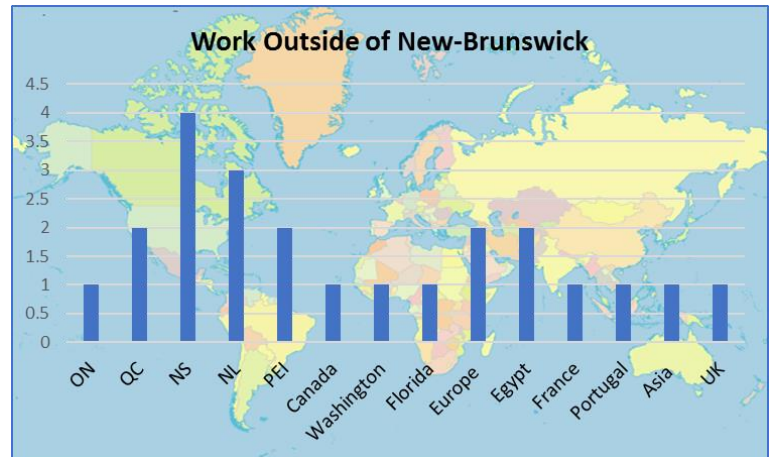 Work Outside of New-Brunswick
4.5
4
3.5
3
2.5
2
1.5
1
0.5
0
ON
QC
NS
NL
PEI
Canada
Washington
Florida
Europe
Egypt
France
Portugal
Asia
UK